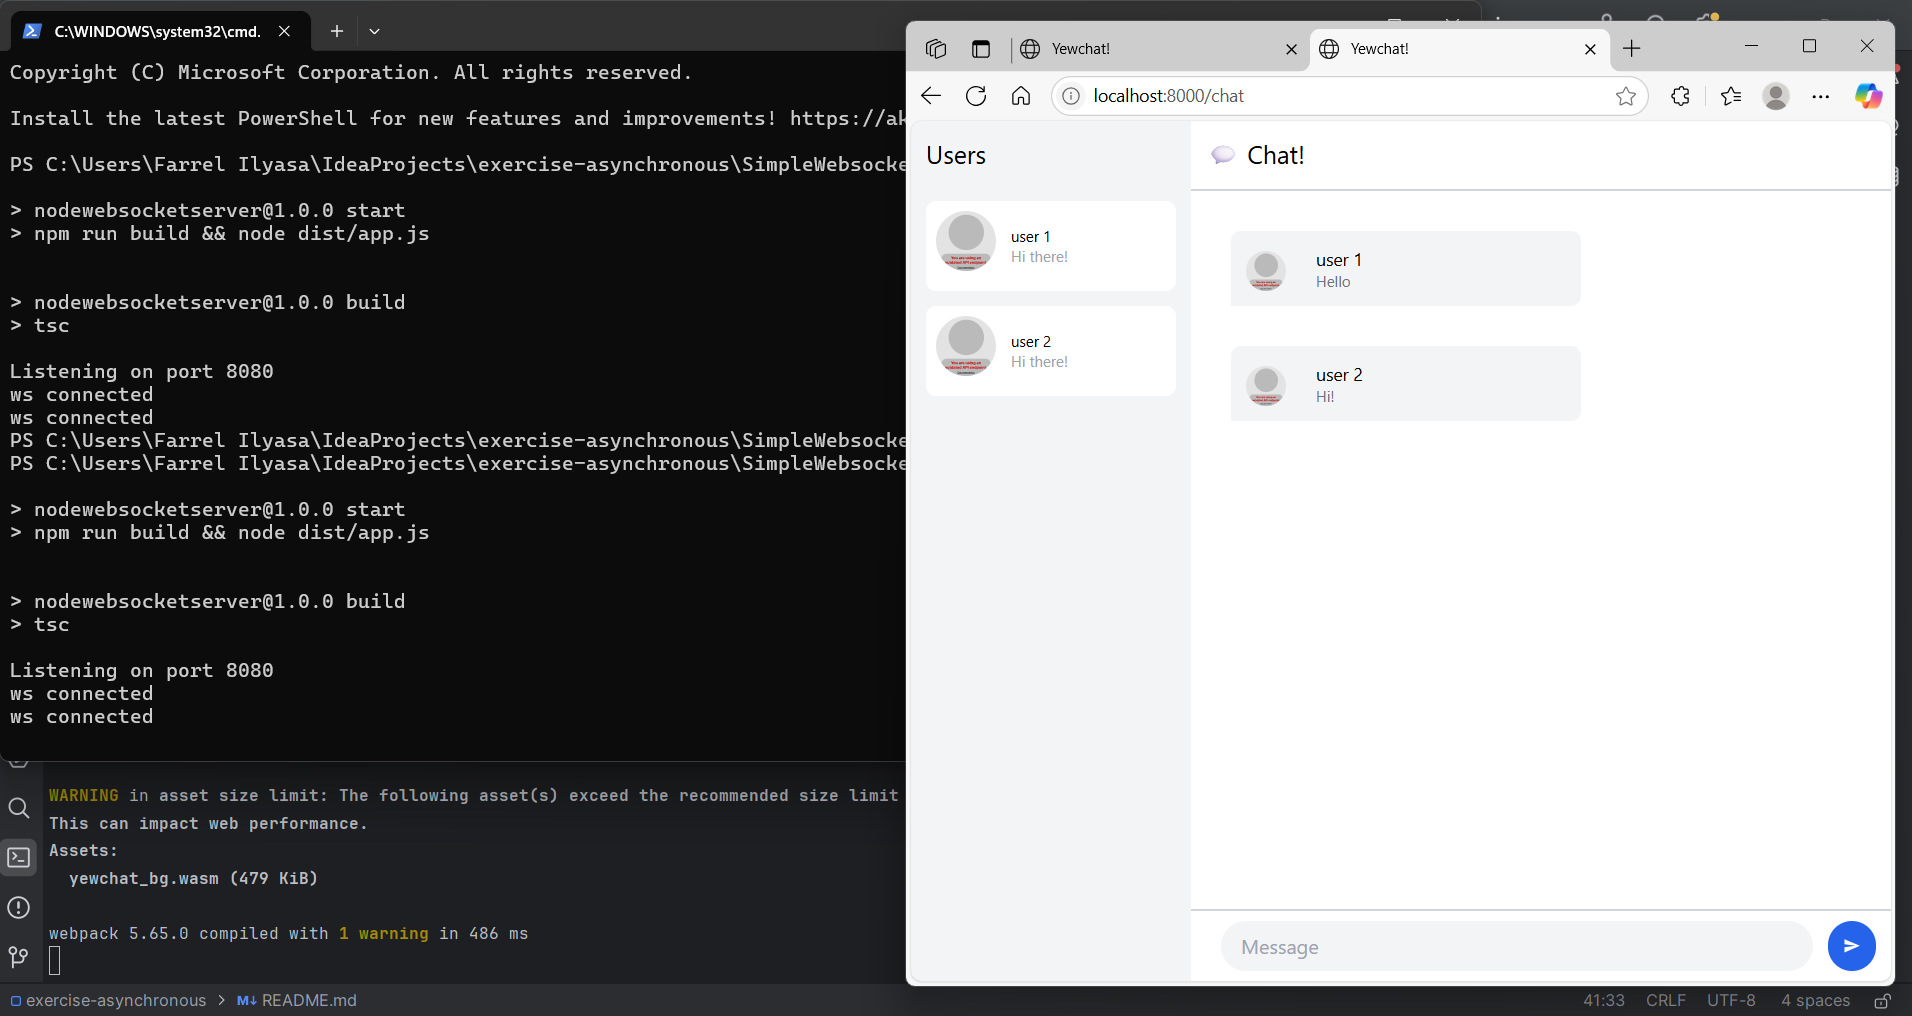 C:\WINDOWS\system32\cmd.
Copyright (C) Microsoft Corporation. All rights reserved.
Install the latest PowerShell for new features and improvements! https://ak
PS C:\Users\Farrel Ilyasa\IdeaProjects\exercise-asynchronous\SimpleWebsocke
> nodewebsocketserver@1.0.0 start
> npm run build && node dist/app.js
> nodewebsocketserver@1.0.0 build
> tsc
Listening on port 8080
ws connected
ws connected
PS C:\Users\Farrel Ilyasa\IdeaProjects\exercise-asynchronous\SimpleWebsocke
PS C:\Users\Farrel Ilyasa\IdeaProjects\exercise-asynchronous\SimpleWebsocke
> nodewebsocketserver@1.0.0 start
> npm run build && node dist/app.js
> nodewebsocketserver@1.0.0 build
> tsc
Listening on port 8080
ws connected
ws connected
WARNING in asset size limit: The following asset(s) exceed the recommended size limit
This can impact web performance.
Assets:
yewchat_bg.wasm (479 KiB)
webpack 5.65.0 compiled with 1 warning in 486 ms
exercise-asynchronous > README.md
41:33 CRLF UTF-8 4 spaces
Yewchat!
Yewchat!
localhost:8000/chat
Users
user 1
Hi there!
user 2
Hi there!
Chat!
user 1
Hello
user 2
Hi!
Message